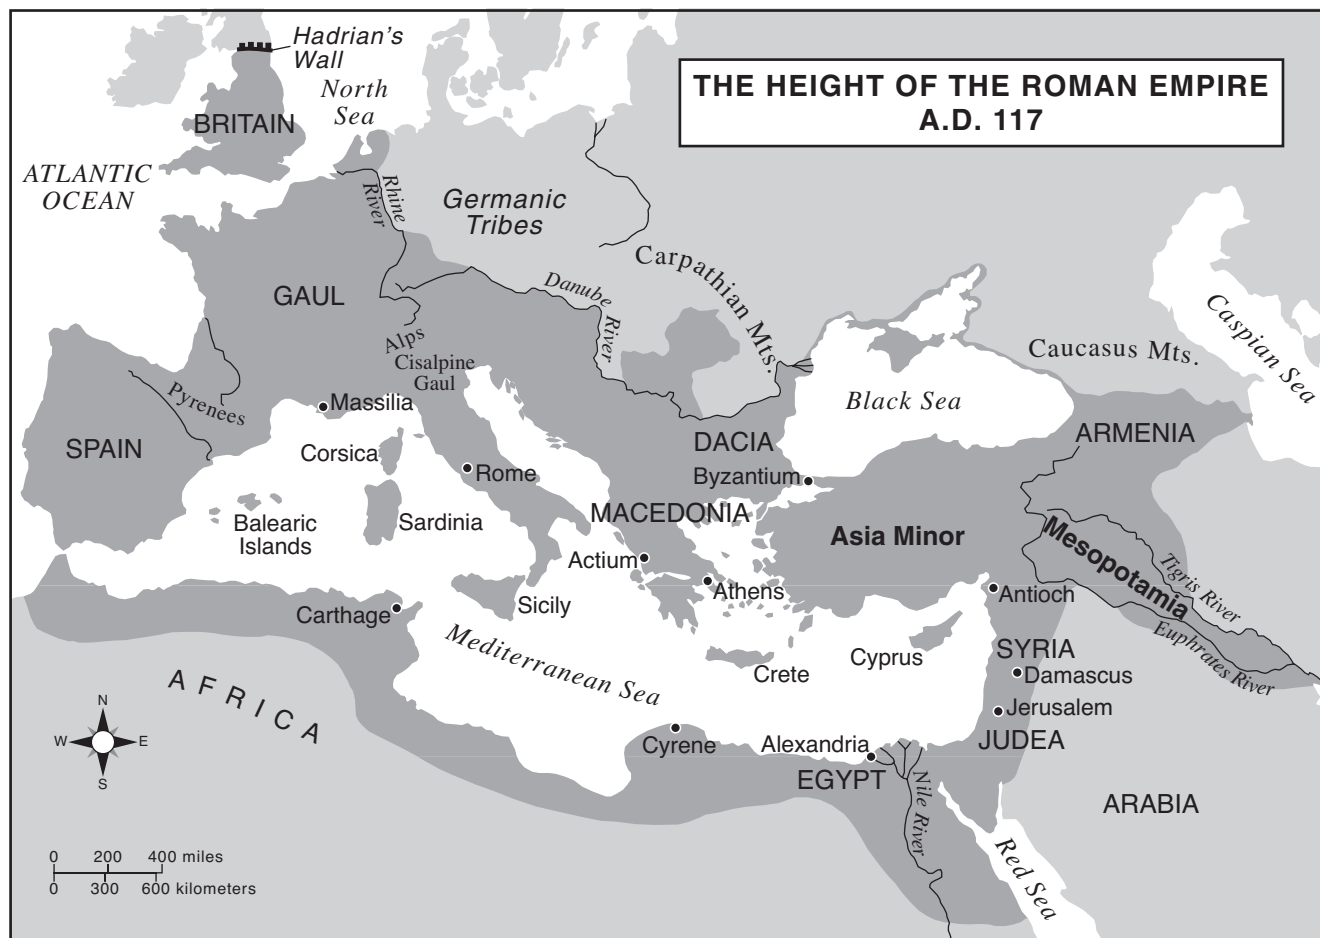 THE HEIGHT OF THE ROMAN EMPIRE
A.D. 117
Hadrian's
Wall
North
Sea
BRITAIN
ATLANTIC
OCEAN
Rhine
River
Germanic
Tribes
Carpathian Mts.
Danube
River
GAUL
Alps
Cisalpine
Gaul
Caspian Sea
Caucasus Mts.
Black Sea
Pyrenees
Massilia
SPAIN
Corsica
Rome
DACIA
Byzantium
ARMENIA
Balearic
Islands
Sardinia
MACEDONIA
Asia Minor
Mesopotamia
Tigris River
Actium
Athens
Antioch
Carthage
Sicily
Euphrates River
Mediterranean Sea
Crete
Cyprus
SYRIA
Damascus
Jerusalem
JUDEA
AFRICA
Cyrene
Alexandria
EGYPT
Nile River
ARABIA
Red Sea
N
W
E
S
0 200 400 miles
0 300 600 kilometers